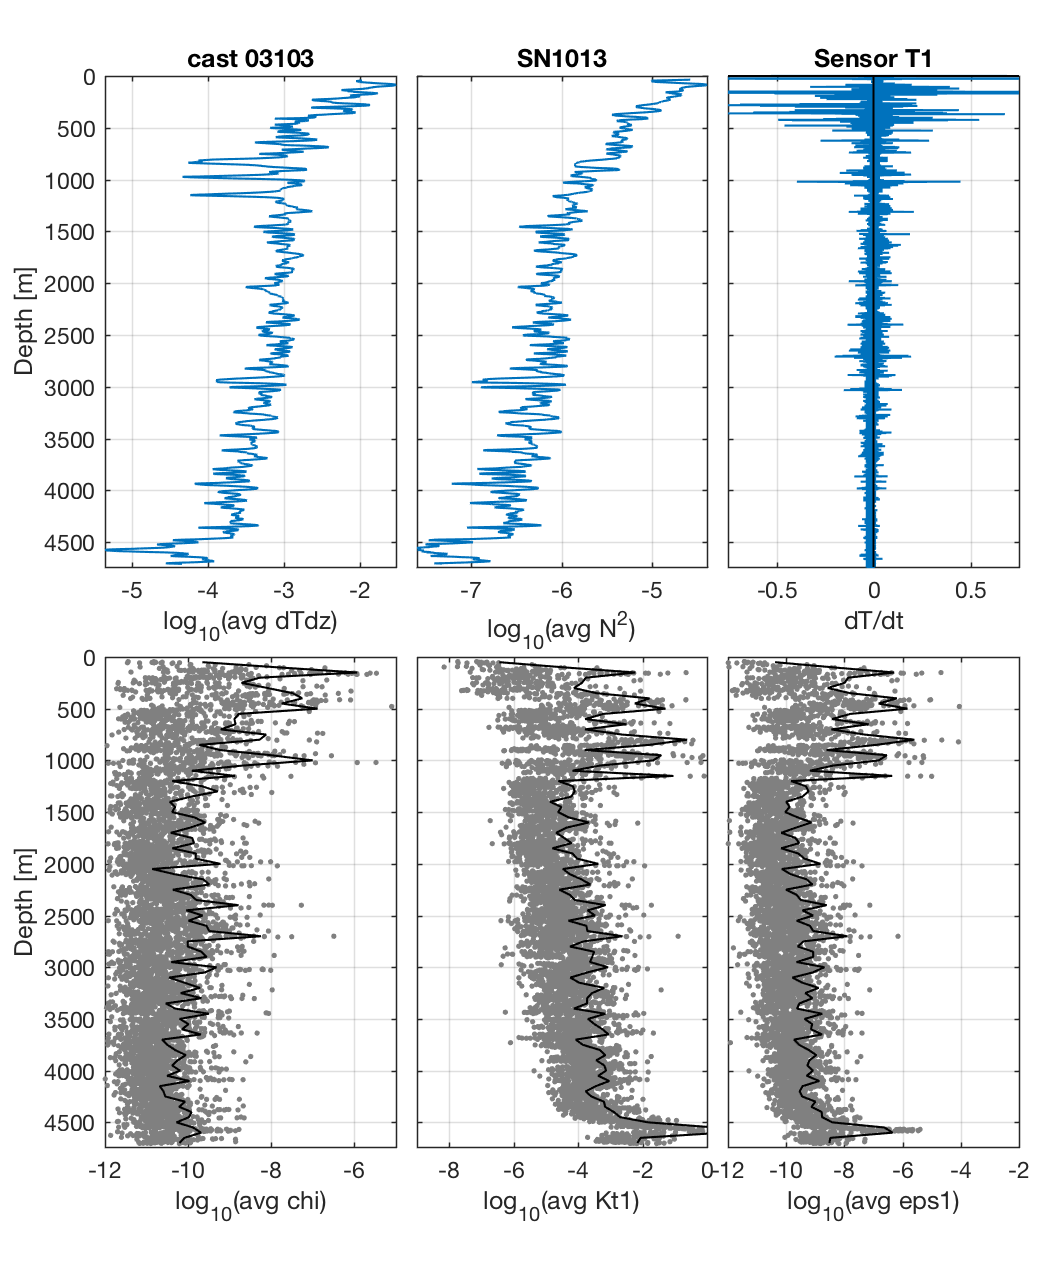 cast 03103 SN1013 Sensor T1
0
500
1000
1500
2000
2500
3000
3500
4000
4500
Depth [m]
-5 -4 -3 -2 -7 -6 -5 -0.5 0 0.5
log10(avg dTdz) log10(avg N2) dT/dt
0
500
1000
1500
2000
2500
3000
3500
4000
4500
Depth [m]
-12 -10 -8 -6 -8 -6 -4 -2 0 -12 -10 -8 -6 -4 -2
log10(avg chi) log10(avg Kt1) log10(avg eps1)